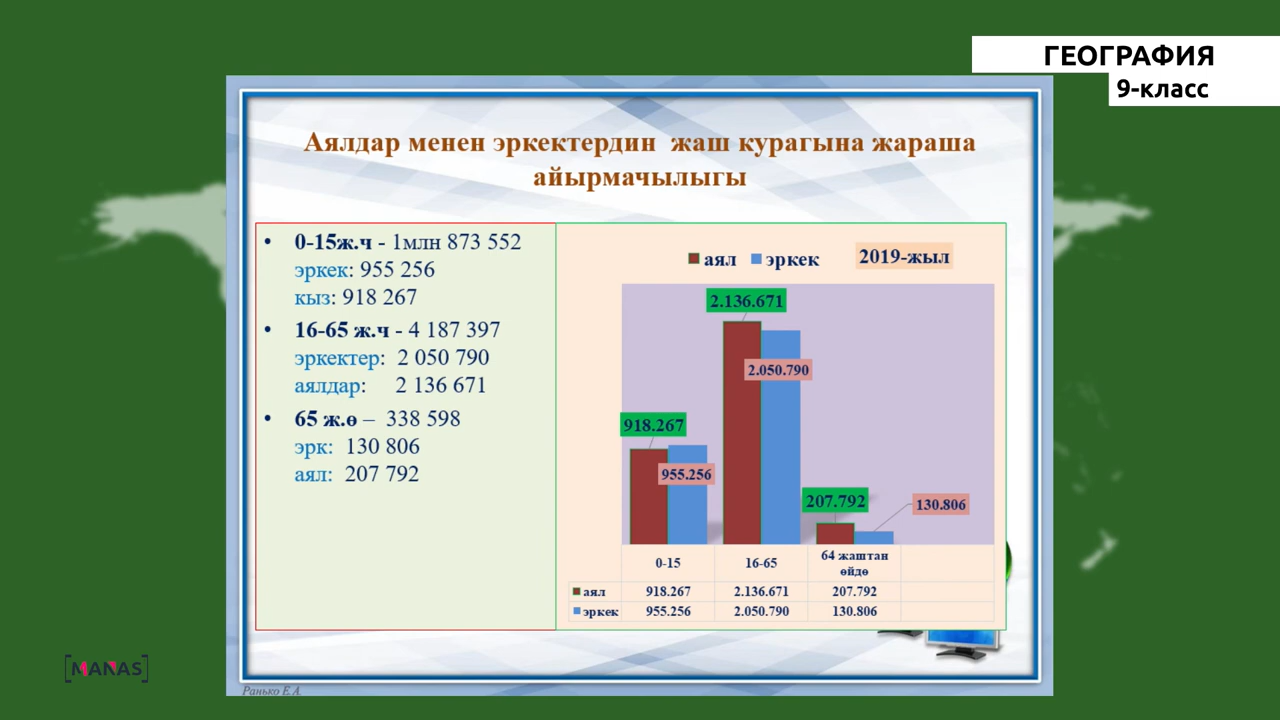 ГЕОГРАФИЯ
9-класс
Аялдар менен эркектердин жаш курагына жараша
айырмачылыгы
• 0-15ж.ч - 1млн 873 552
эркек: 955 256
кыз: 918 267
• 16-65 ж.ч - 4 187 397
эркектер: 2 050 790
аялдар: 2 136 671
• 65 ж.ө – 338 598
эрк: 130 806
аял: 207 792
аял эркек 2019-жыл
2.136.671
2.050.790
918.267
955.256
207.792
130.806
0-15 16-65 64 жаштан
өйдө
аял 918.267 2.136.671 207.792
эркек 955.256 2.050.790 130.806
[MANAS]
Ранько Е.А.